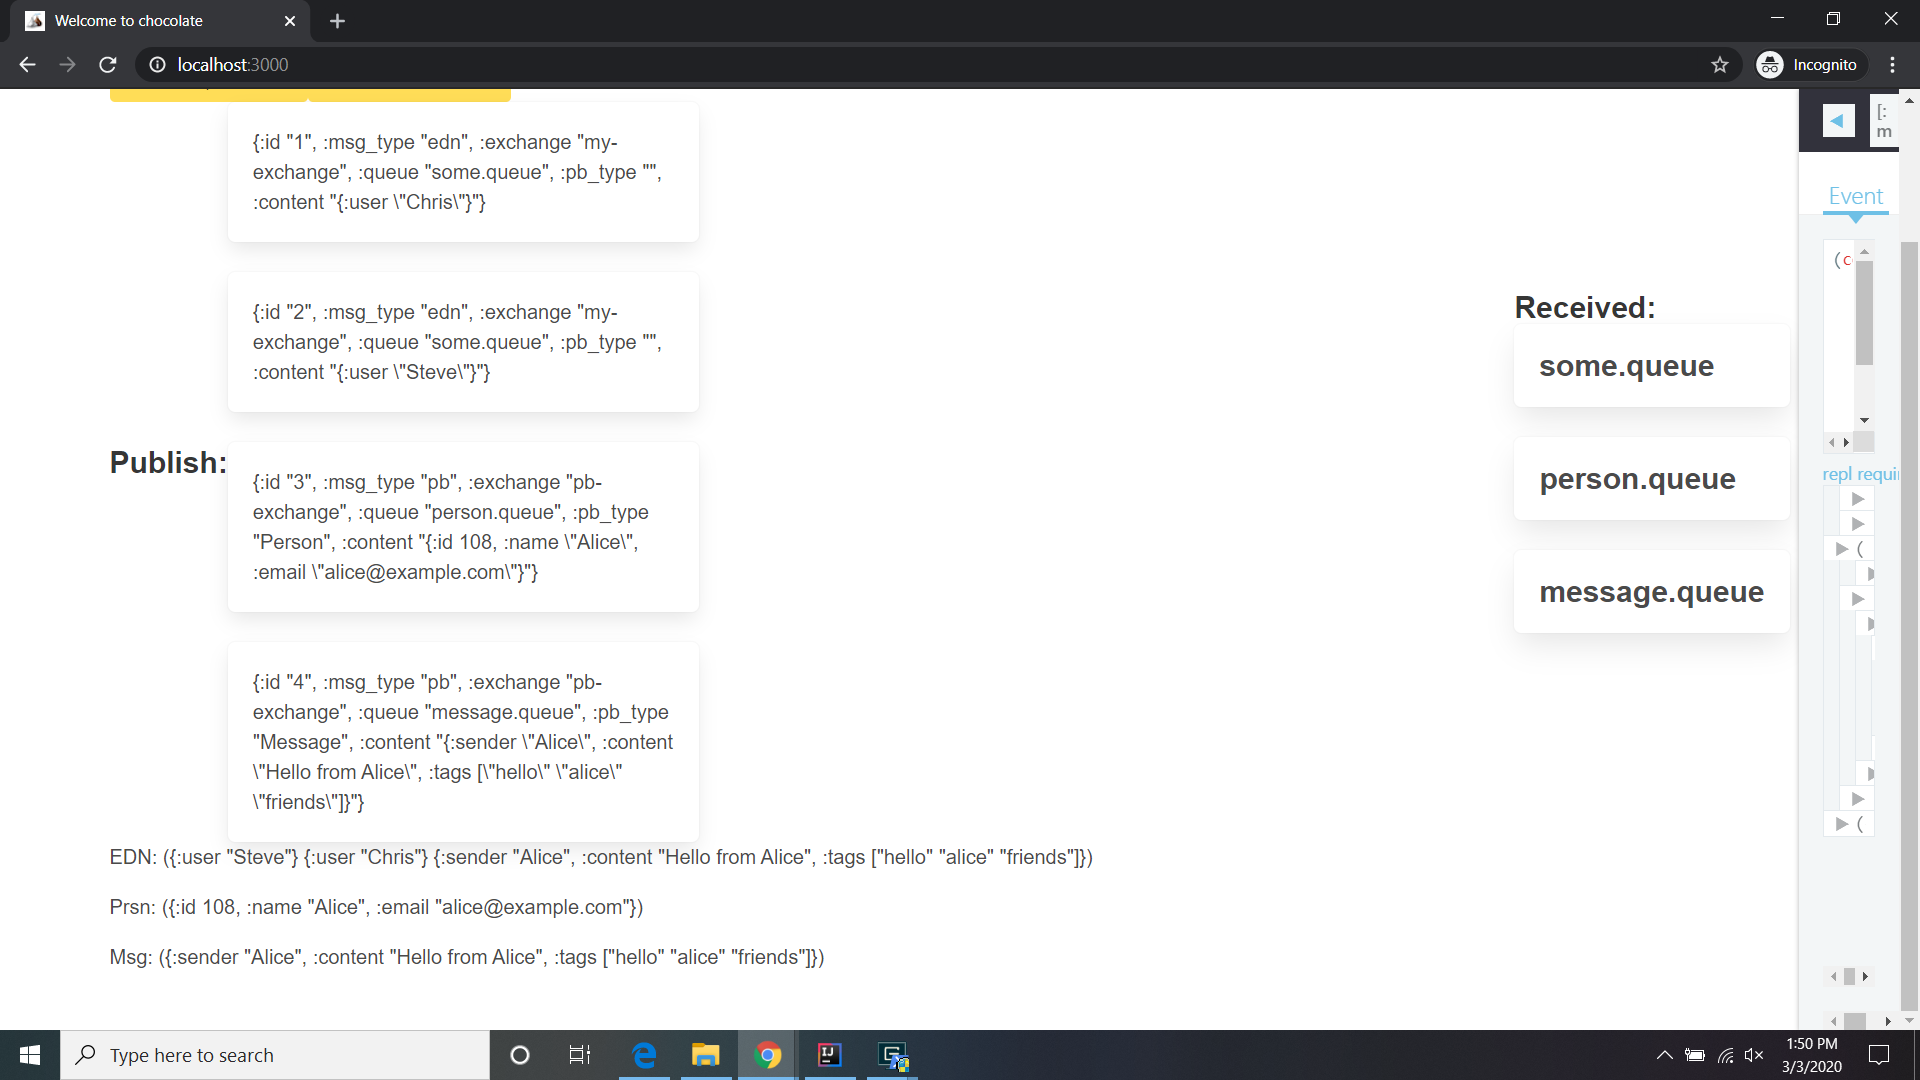 Welcome to chocolate
localhost:3000
Incognito
{:id "1", :msg_type "edn", :exchange "my-
exchange", :queue "some.queue", :pb_type "",
:content "{:user \"Chris\"}"}
{:id "2", :msg_type "edn", :exchange "my-
exchange", :queue "some.queue", :pb_type "",
:content "{:user \"Steve\"}"}
Publish:
{:id "3", :msg_type "pb", :exchange "pb-
exchange", :queue "person.queue", :pb_type
"Person", :content "{:id 108, :name \"Alice\",
:email \"alice@example.com\"}"}
{:id "4", :msg_type "pb", :exchange "pb-
exchange", :queue "message.queue", :pb_type
"Message", :content "{:sender \"Alice\", :content
\"Hello from Alice\", :tags [\"hello\" \"alice\"
\"friends\"]}"}
EDN: ({:user "Steve"} {:user "Chris"} {:sender "Alice", :content "Hello from Alice", :tags ["hello" "alice" "friends"]})
Prsn: ({:id 108, :name "Alice", :email "alice@example.com"})
Msg: ({:sender "Alice", :content "Hello from Alice", :tags ["hello" "alice" "friends"]})
Received:
some.queue
person.queue
message.queue
[:
m
Event
(c
repl requi
(
(
Type here to search
1:50 PM
3/3/2020